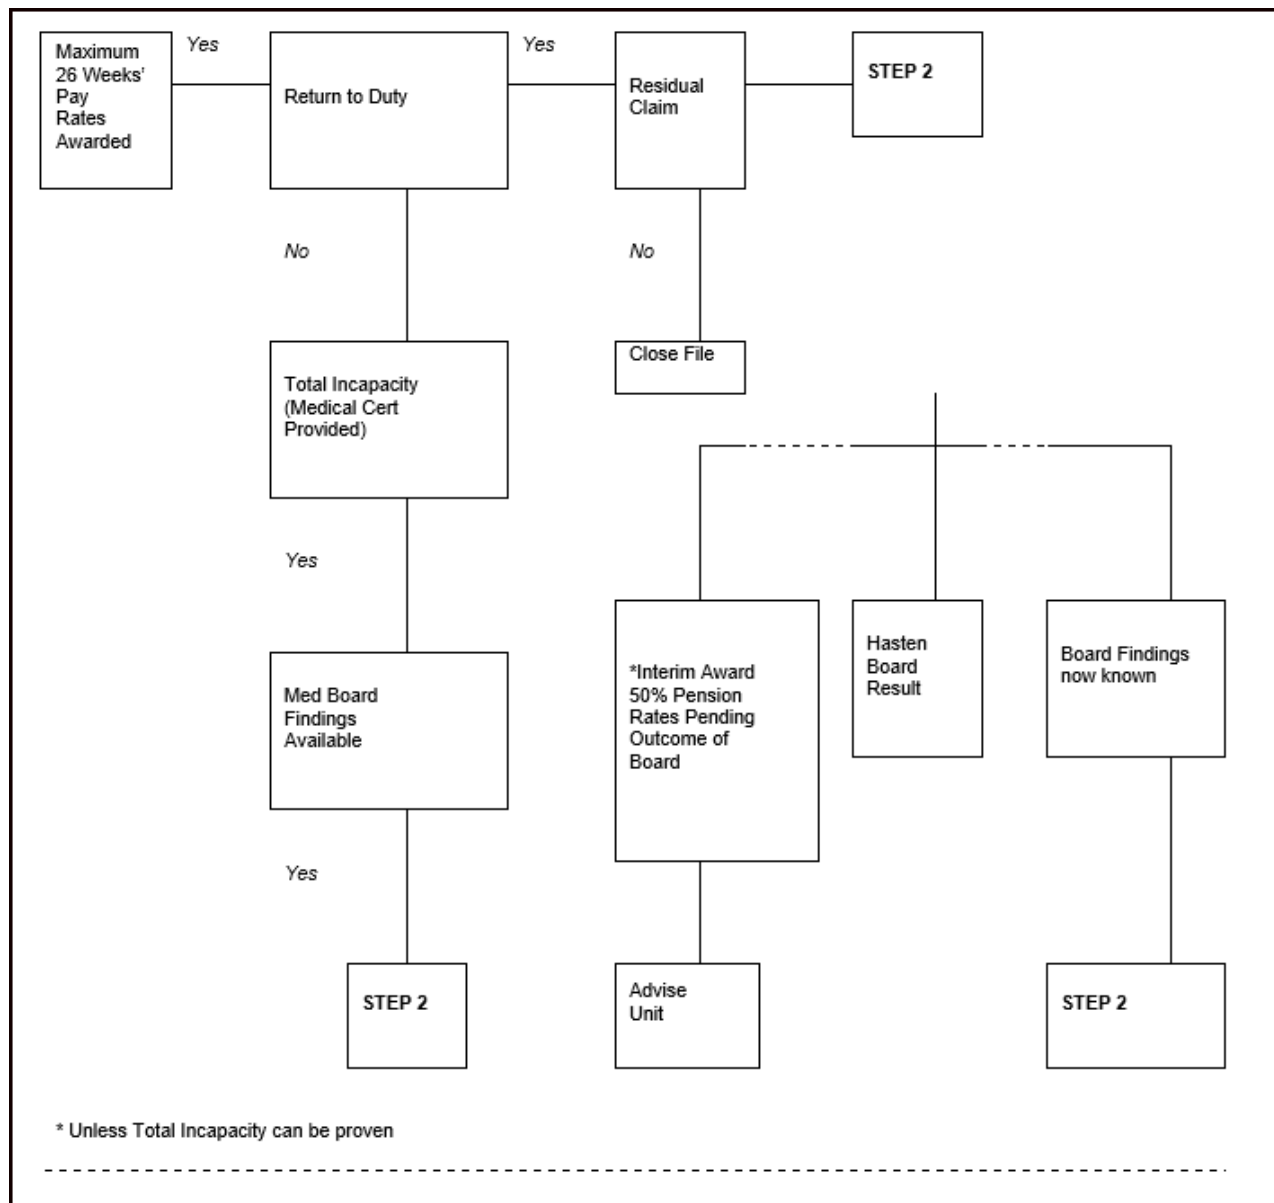 Maximum
26 Weeks'
Pay
Rates
Awarded
Yes
Return to Duty
Yes
Residual
Claim
STEP 2
No
No
Total Incapacity
(Medical Cert
Provided)
Close File
Yes
Med Board
Findings
Available
*Interim Award
50% Pension
Rates Pending
Outcome of
Board
Hasten
Board
Result
Board Findings
now known
Yes
STEP 2
Advise
Unit
STEP 2
* Unless Total Incapacity can be proven